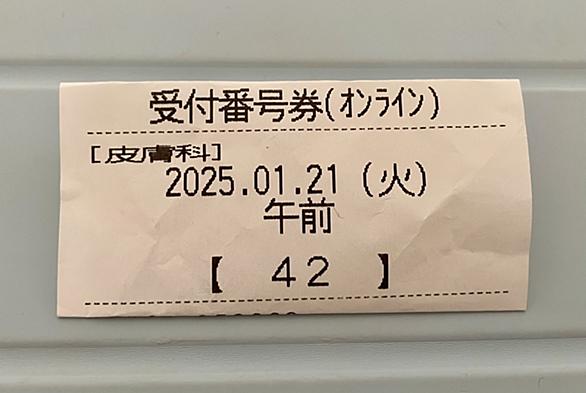 受付番号券(ｵﾝﾗｲﾝ)
[皮膚科]
2025.01.21 (火)
午前
【 42 】